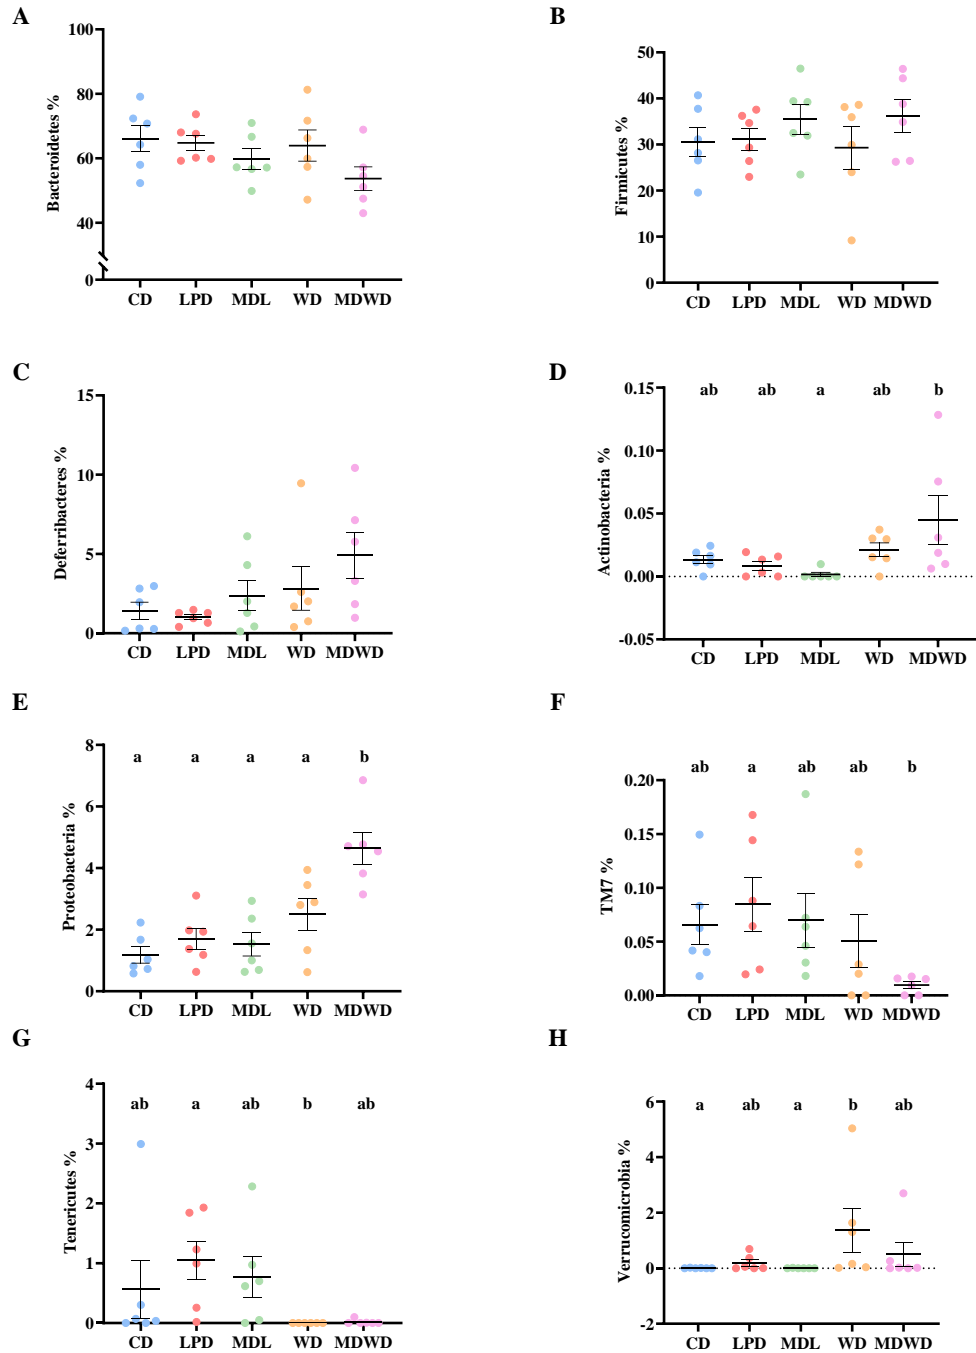 A
Bacteroidetes %
100
80
60
40
0
CD LPD MDL WD MDWD
B
Firmicutes %
50
40
30
20
10
0
CD LPD MDL WD MDWD
C
Deferribacteres %
15
10
5
0
CD LPD MDL WD MDWD
D
Actinobacteria %
ab ab a ab b
0.15
0.10
0.05
0.00
-0.05
CD LPD MDL WD MDWD
E
Proteobacteria %
a a a a b
8
6
4
2
0
CD LPD MDL WD MDWD
F
TM7 %
ab a ab ab b
0.20
0.15
0.10
0.05
0.00
CD LPD MDL WD MDWD
G
Tenericutes %
ab a ab b ab
4
3
2
1
0
CD LPD MDL WD MDWD
H
Verrucomicrobia %
a ab a b ab
6
4
2
0
-2
CD LPD MDL WD MDWD